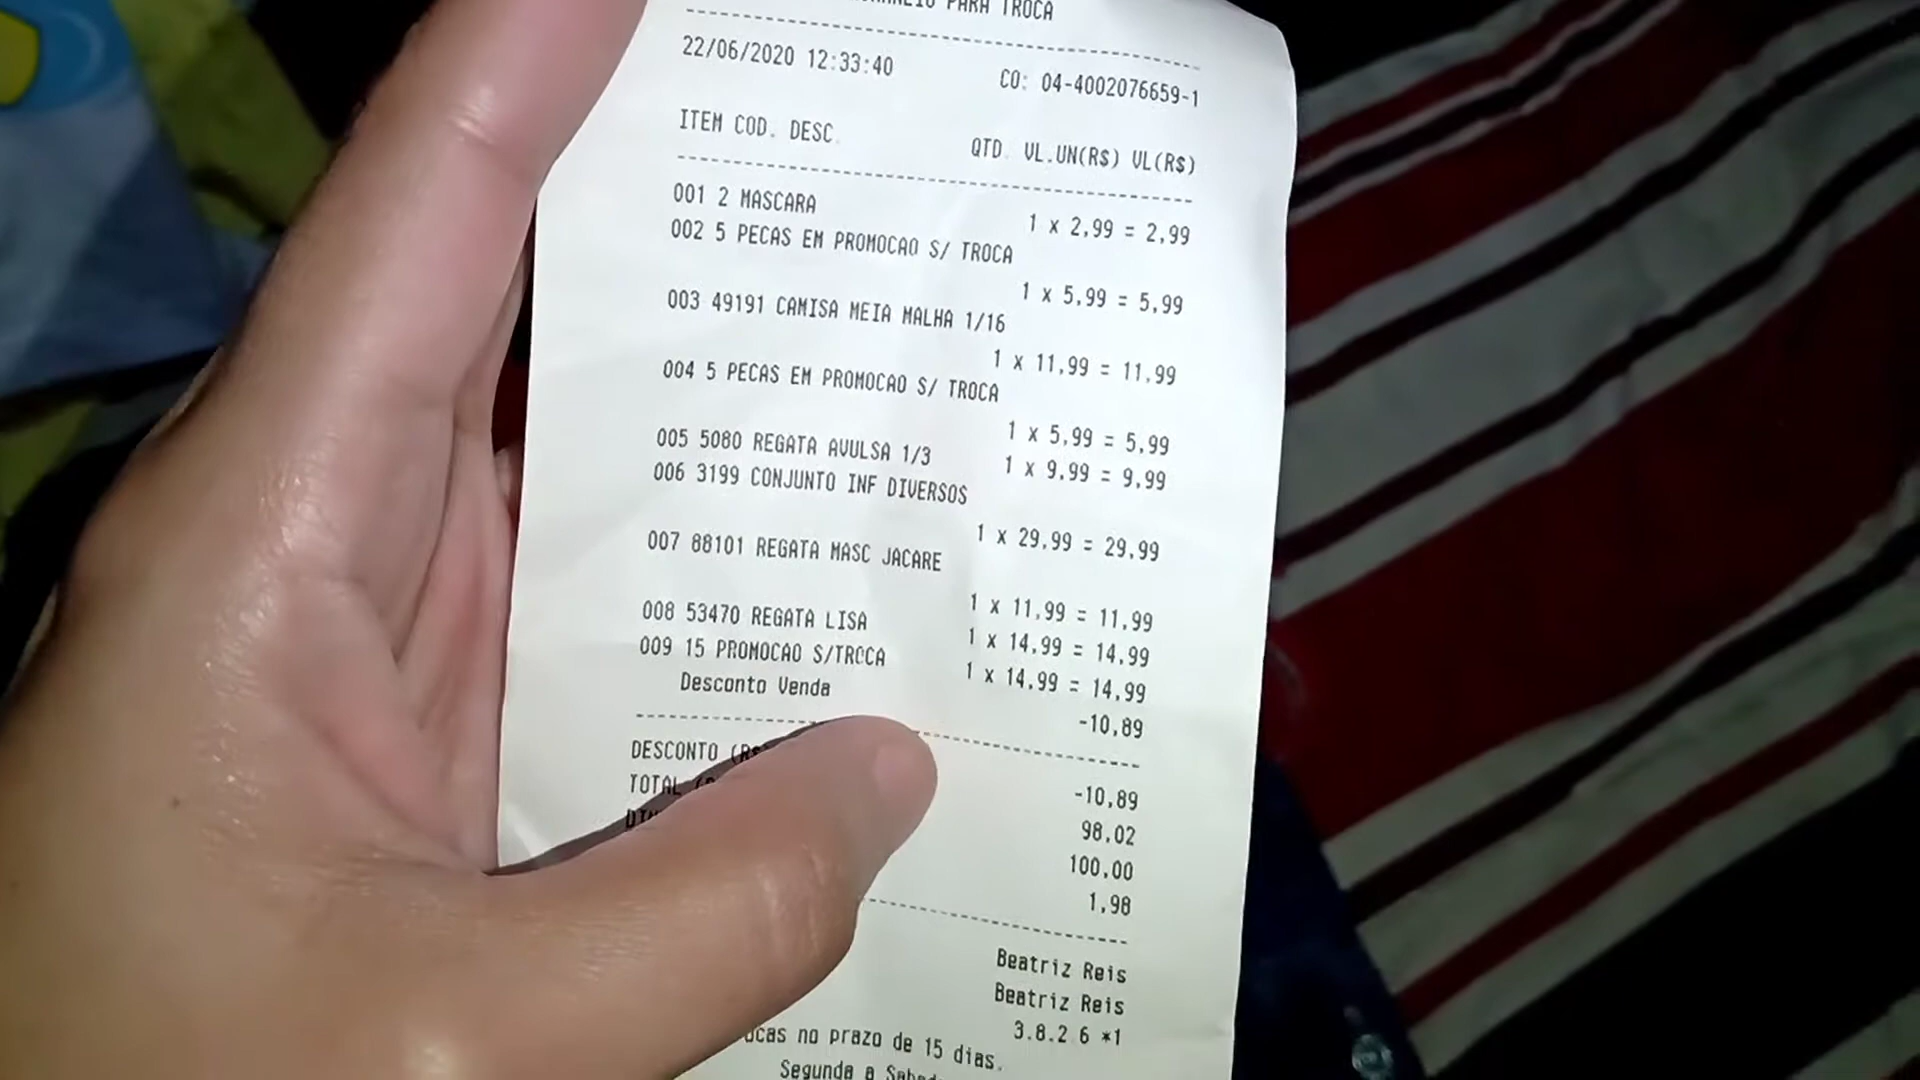 PARA TROCA
22/06/2020 12:33:40 CO: 04-4002076659-1
ITEM COD. DESC. QTD. VL.UN(R$) VL(R$)
001 2 MASCARA 1 x 2,99 = 2,99
002 5 PECAS EM PROMOCAO S/ TROCA
1 x 5,99 = 5,99
003 49191 CAMISA MEIA MALHA 1/16
1 x 11,99 = 11,99
004 5 PECAS EM PROMOCAO S/ TROCA
1 x 5,99 = 5,99
005 5080 REGATA AVULSA 1/3 1 x 9,99 = 9,99
006 3199 CONJUNTO INF DIVERSOS
1 x 29,99 = 29,99
007 88101 REGATA MASC JACARE
1 x 11,99 = 11,99
008 53470 REGATA LISA 1 x 14,99 = 14,99
009 15 PROMOCAO S/TROCA 1 x 14,99 = 14,99
Desconto Venda -10,89
DESCONTO (R$ -10,89
TOTAL 98,02
100,00
1,98
Beatriz Reis
Beatriz Reis
3.8.2.6 *1
no prazo de 15 dias.
Segunda a